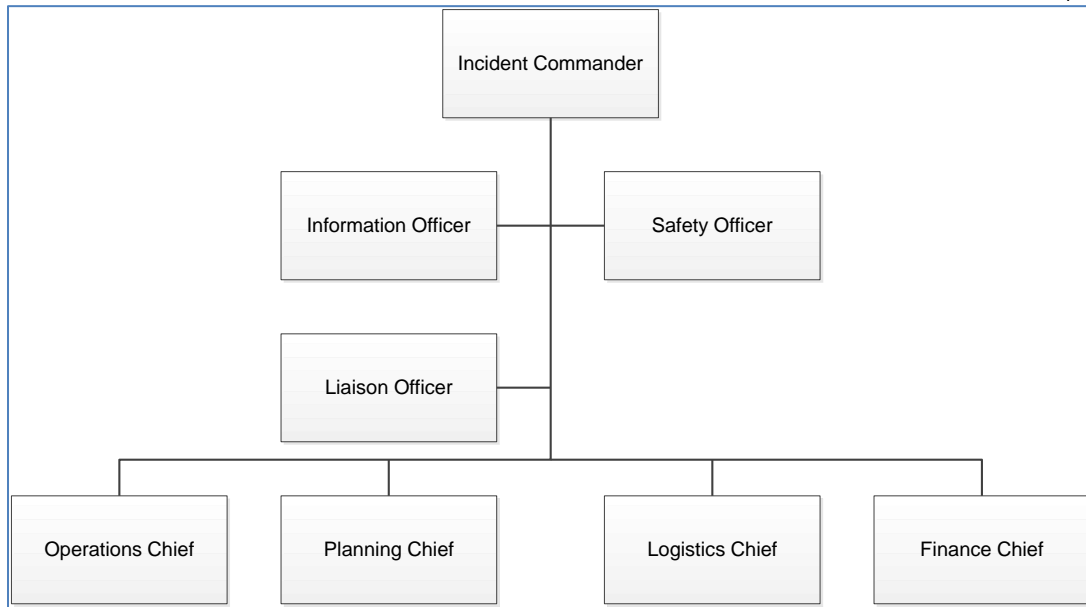 Incident Commander
Information Officer
Safety Officer
Liaison Officer
Operations Chief
Planning Chief
Logistics Chief
Finance Chief